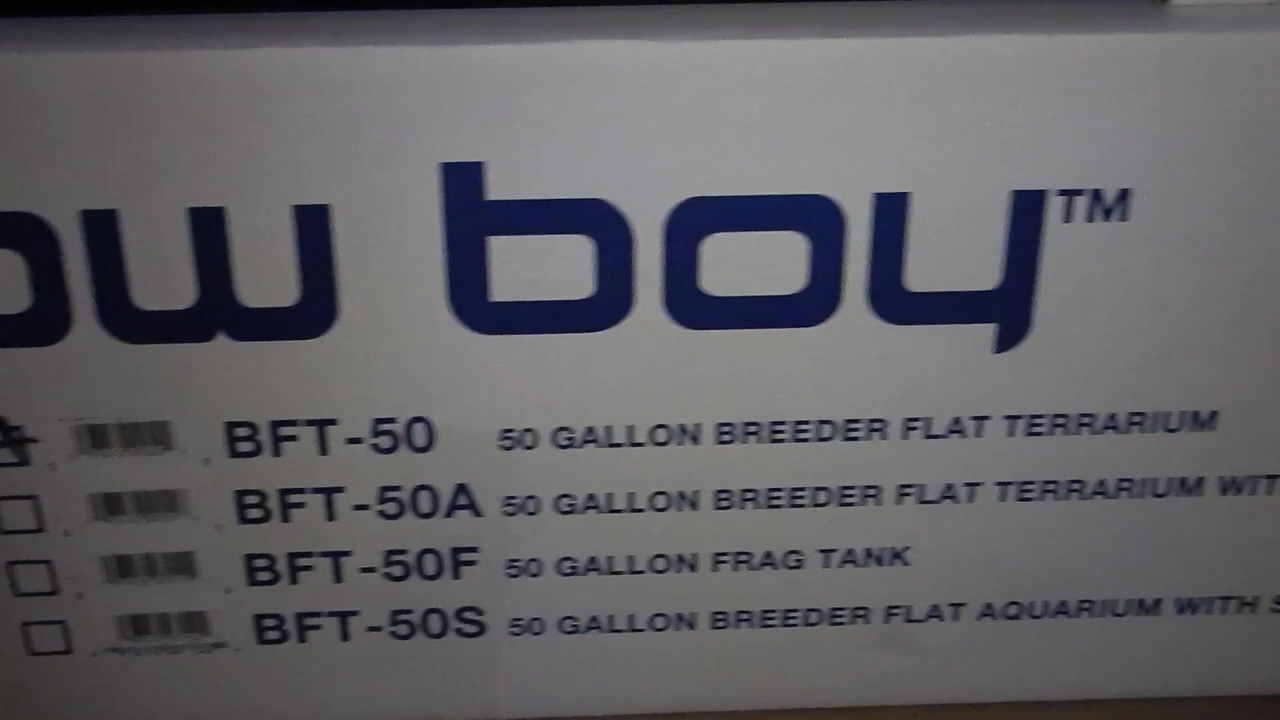 ow boy™
BFT-50 50 GALLON BREEDER FLAT TERRARIUM
BFT-50A 50 GALLON BREEDER FLAT TERRARIUM WIT
BFT-50F 50 GALLON FRAG TANK
BFT-50S 50 GALLON BREEDER FLAT AQUARIUM WITH S